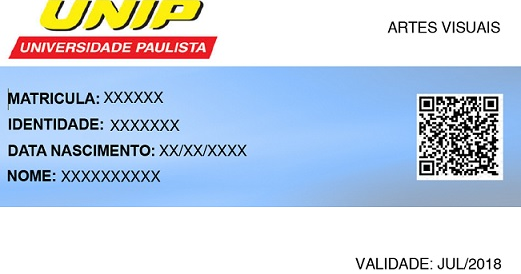 UNIP
UNIVERSIDADE PAULISTA
ARTES VISUAIS
MATRICULA: XXXXXX
IDENTIDADE: XXXXXXX
DATA NASCIMENTO: XX/XX/XXXX
NOME: XXXXXXXXXX
VALIDADE: JUL/2018